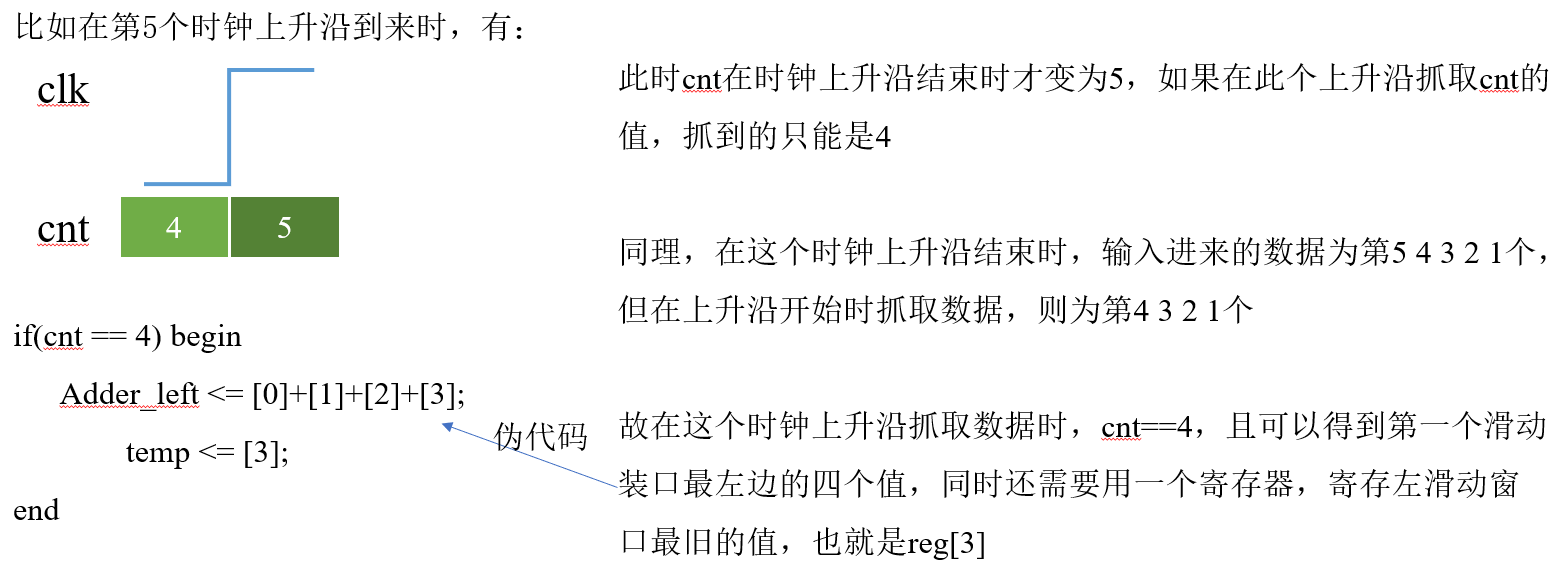 比如在第5个时钟上升沿到来时，有：
clk
cnt
4
5
if(cnt == 4) begin
Adder_left <= [0]+[1]+[2]+[3];
temp <= [3];
end
伪代码
此时cnt在时钟上升沿结束时才变为5，如果在此个上升沿抓取cnt的
值，抓到的只能是4
同理，在这个时钟上升沿结束时，输入进来的数据为第5 4 3 2 1个，
但在上升沿开始时抓取数据，则为第4 3 2 1个
故在这个时钟上升沿抓取数据时，cnt==4，且可以得到第一个滑动
装口最左边的四个值，同时还需要用一个寄存器，寄存左滑动窗
口最旧的值，也就是reg[3]